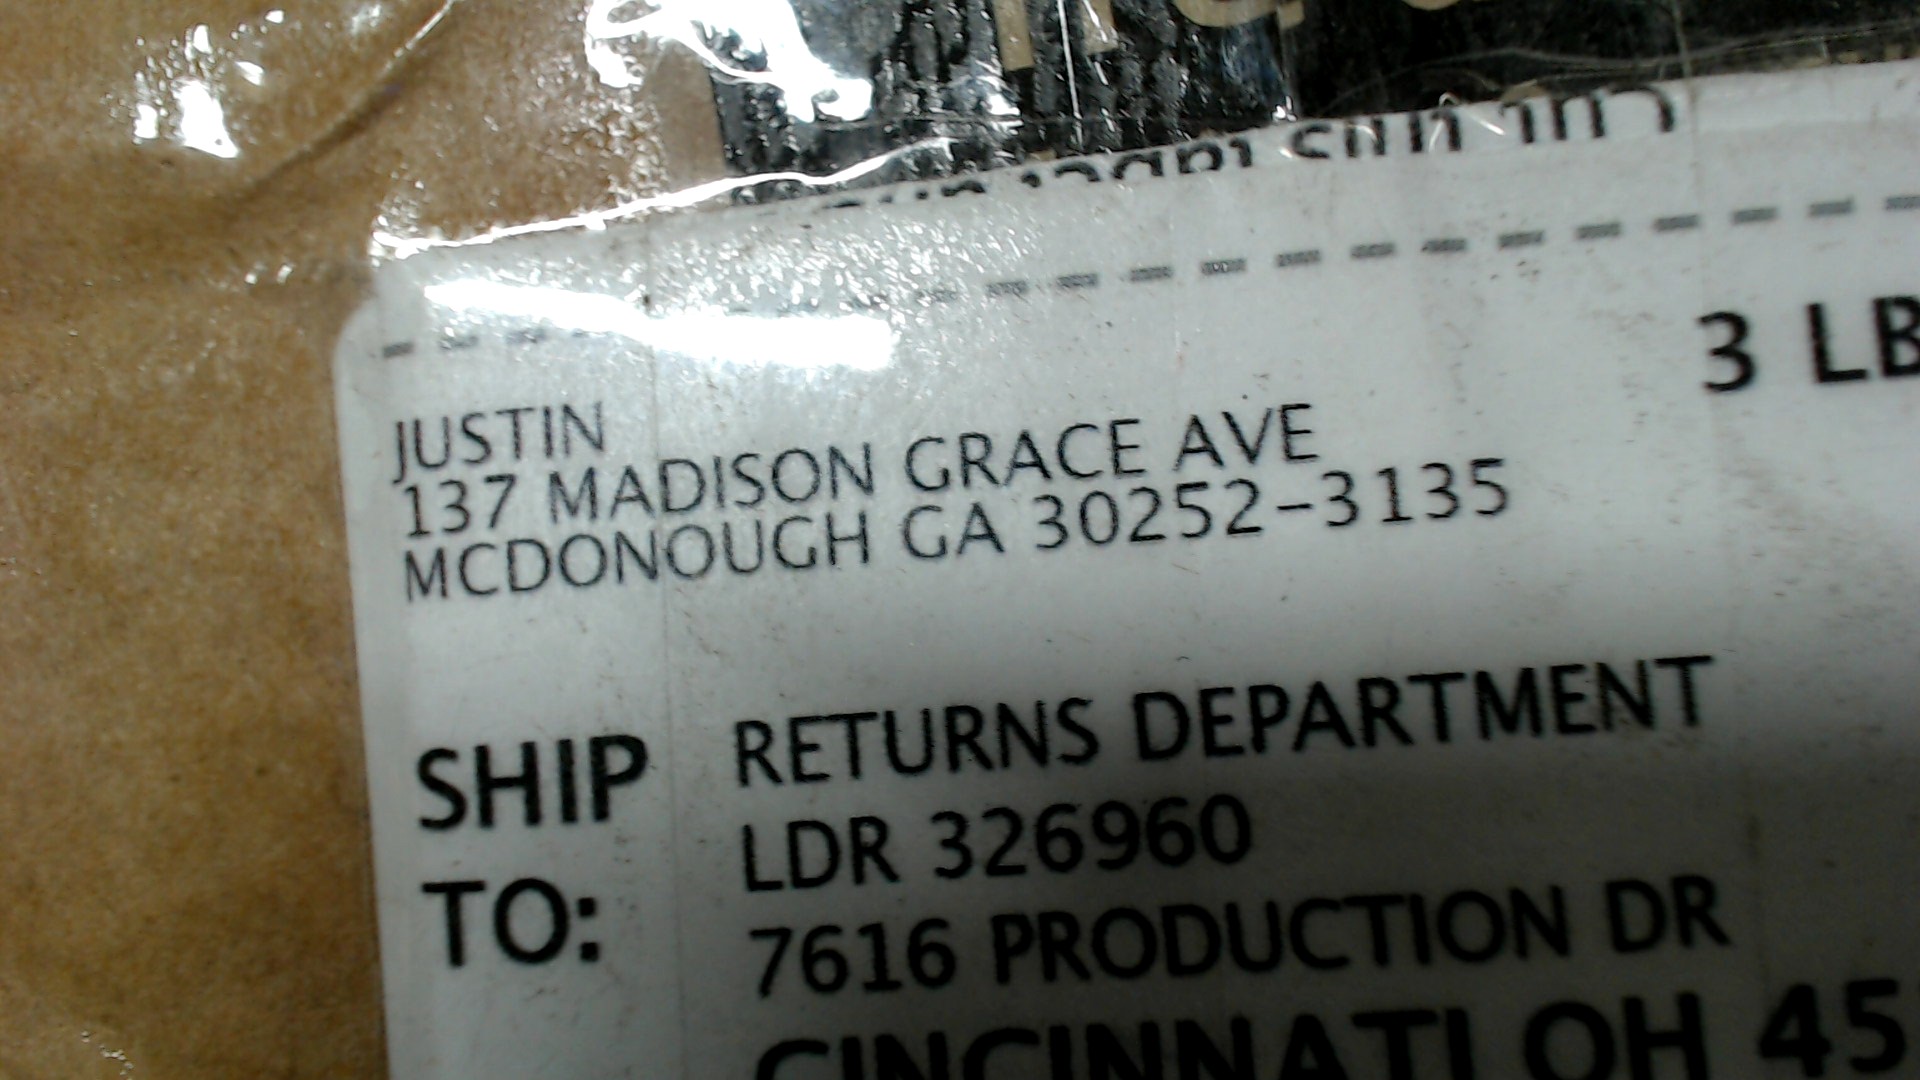 3 LB
JUSTIN
137 MADISON GRACE AVE
MCDONOUGH GA 30252-3135
SHIP
TO:
RETURNS DEPARTMENT
LDR 326960
7616 PRODUCTION DR
CINCINNATI OH 45